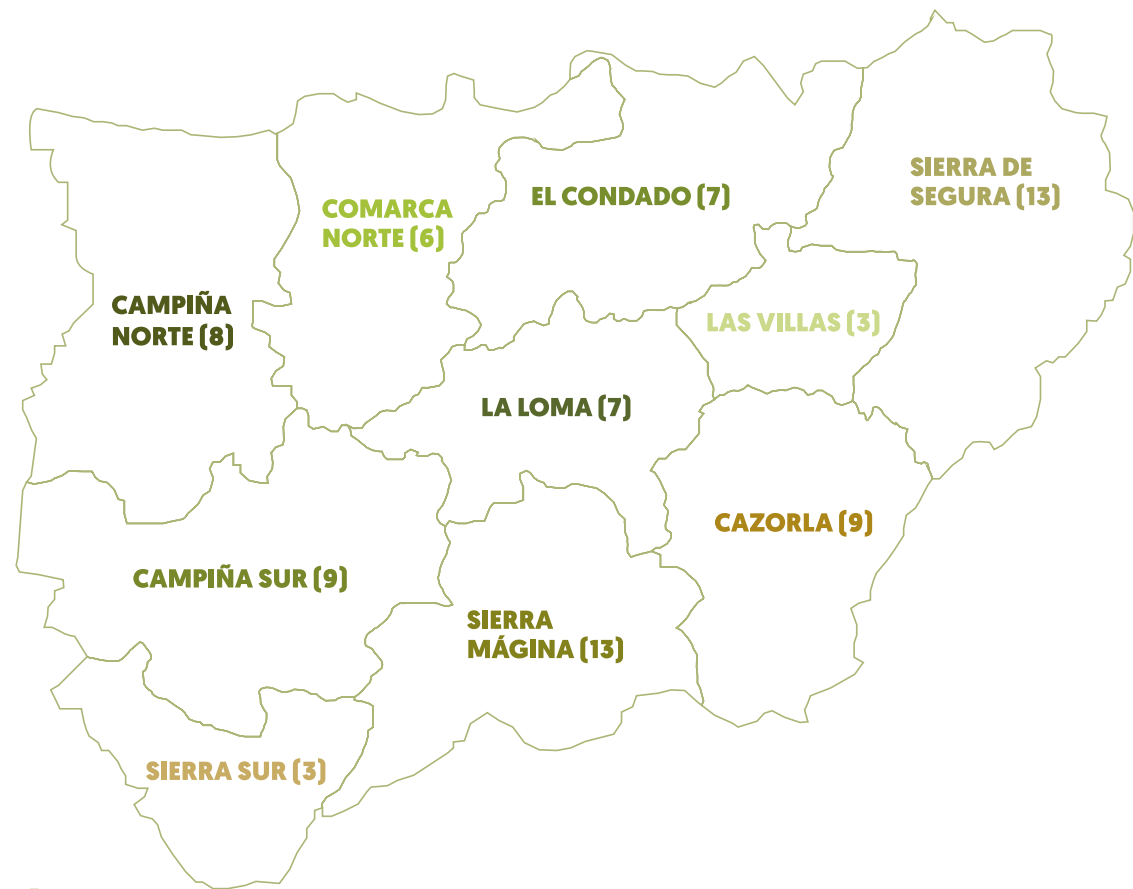 SIERRA DE
SEGURA (13)
EL CONDADO (7)
COMARCA
NORTE (6)
CAMPIÑA
NORTE (8)
LAS VILLAS (3)
LA LOMA (7)
CAZORLA (9)
CAMPIÑA SUR (9)
SIERRA
MÁGINA (13)
SIERRA SUR (3)